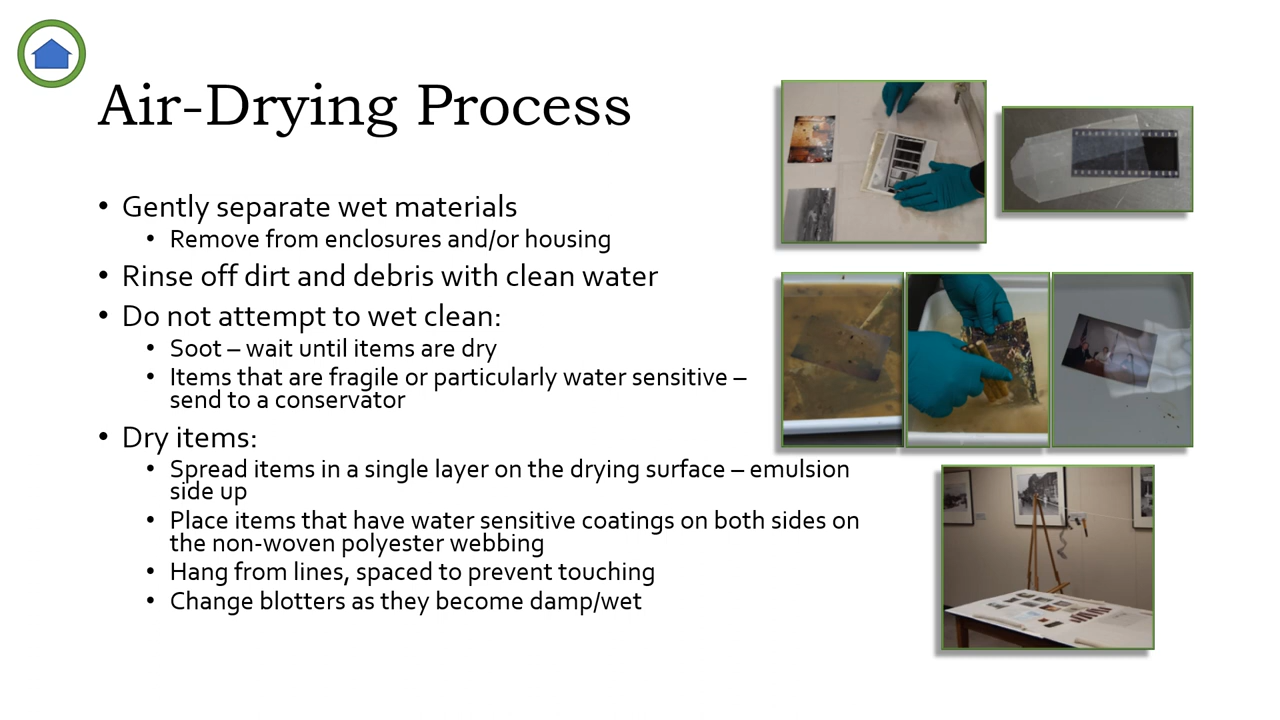 Air-Drying Process
• Gently separate wet materials
• Remove from enclosures and/or housing
• Rinse off dirt and debris with clean water
• Do not attempt to wet clean:
• Soot – wait until items are dry
• Items that are fragile or particularly water sensitive –
send to a conservator
• Dry items:
• Spread items in a single layer on the drying surface – emulsion
side up
• Place items that have water sensitive coatings on both sides on
the non-woven polyester webbing
• Hang from lines, spaced to prevent touching
• Change blotters as they become damp/wet